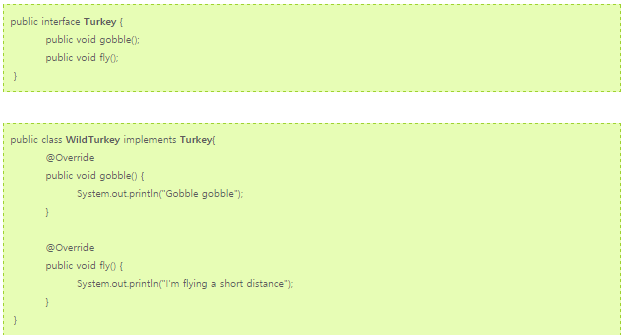 public interface Turkey {
public void gobble();
public void fly();
}
public class WildTurkey implements Turkey{
@Override
public void gobble() {
System.out.println("Gobble gobble");
}
@Override
public void fly() {
System.out.println("I'm flying a short distance");
}
}